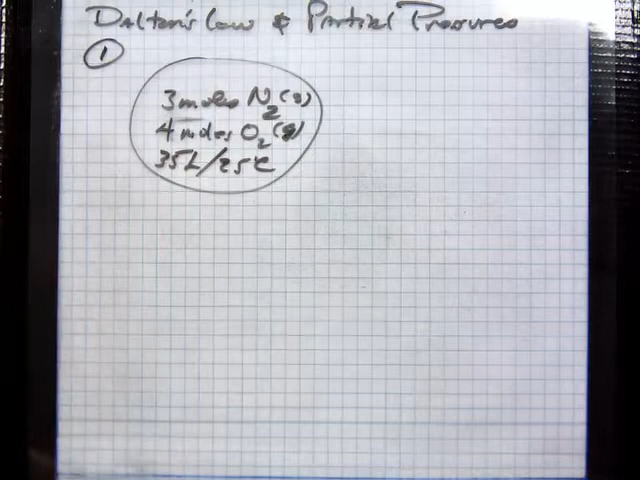 Dalton's Law & Partial Pressures
①
3 moles N₂(g)
4 moles O₂(g)
35L/25°C